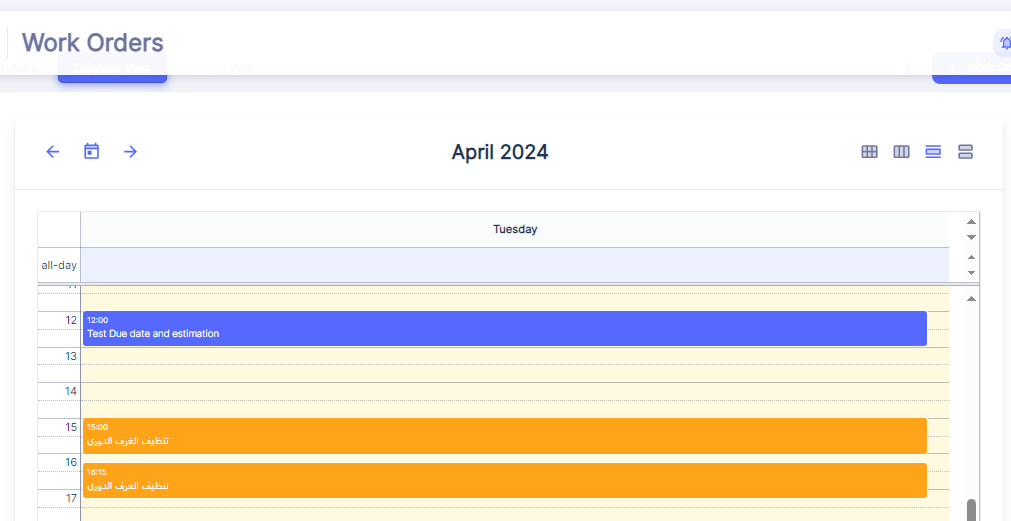 Work Orders
Calendar View
April 2024
Tuesday
all-day
11
12
12:00
Test Due date and estimation
13
14
15
15:00
تنظيف الغرف الدوري
16
16:15
تنظيف الغرف الدوري
17